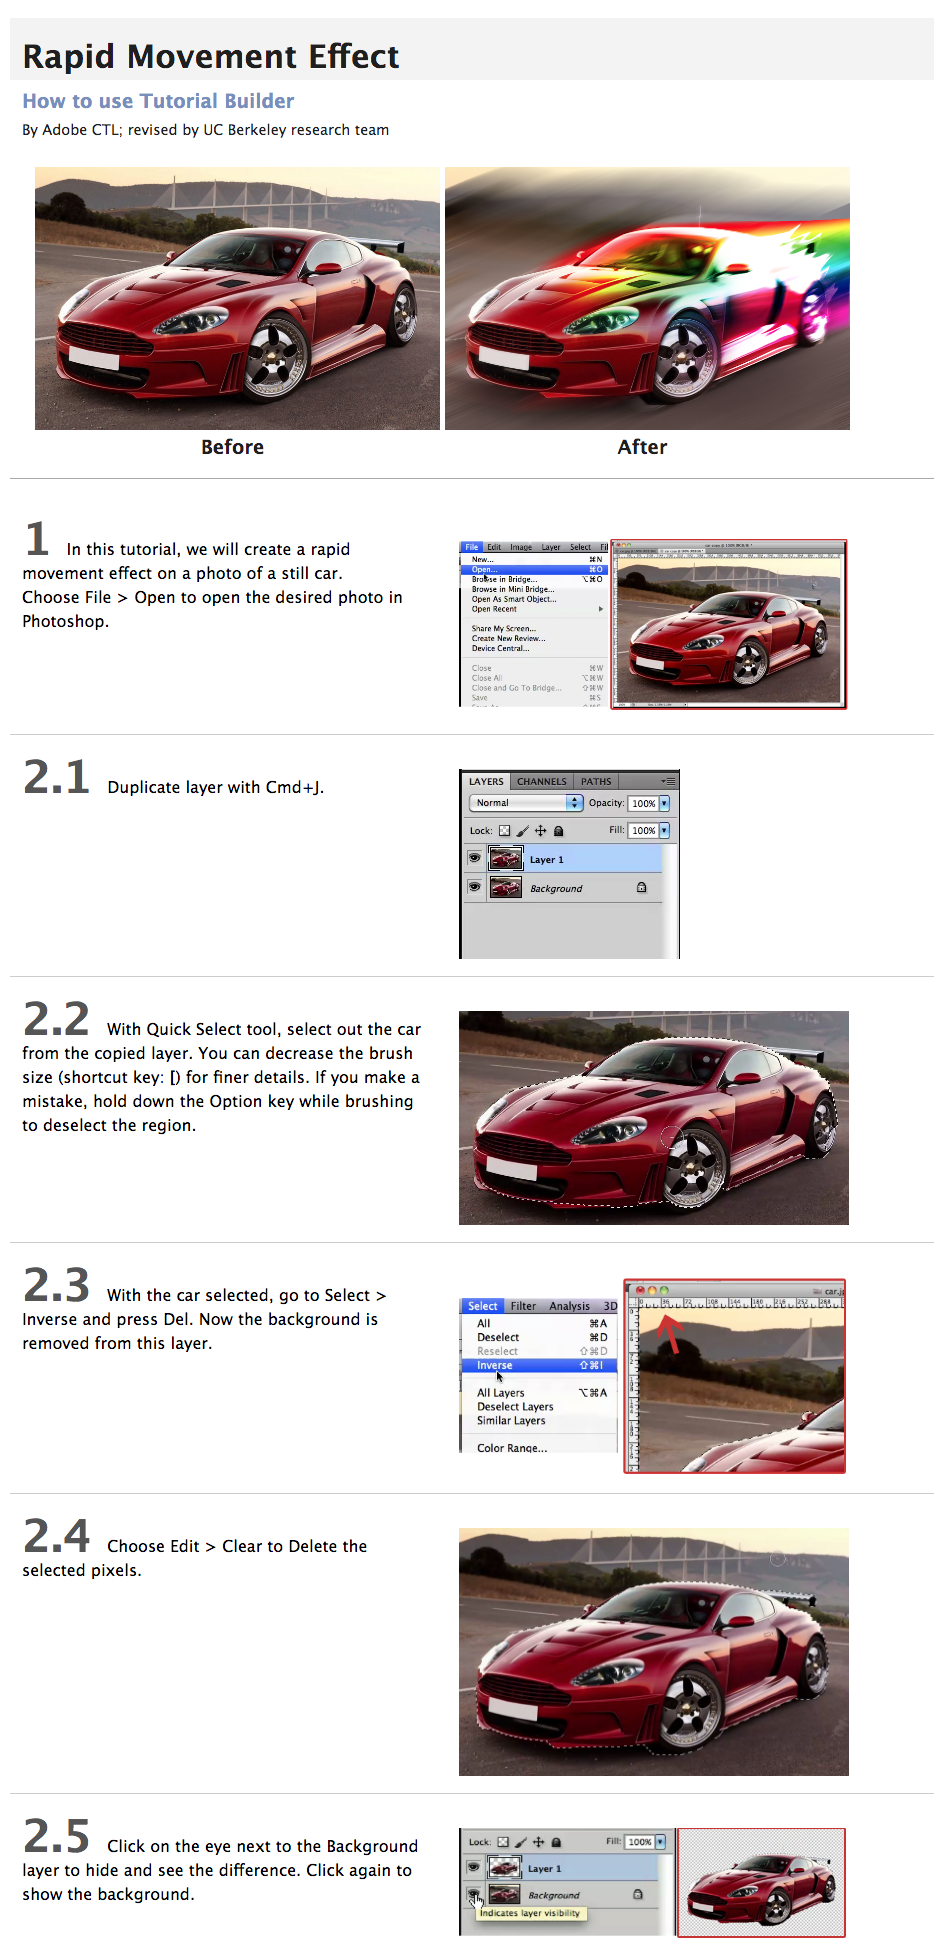 Rapid Movement Effect
How to use Tutorial Builder
By Adobe CTL; revised by UC Berkeley research team
Before
After
1 In this tutorial, we will create a rapid
movement effect on a photo of a still car.
Choose File > Open to open the desired photo in
Photoshop.
File Edit Image Layer Select Fil
New... ⌘N
Open... ⌘O
Browse in Bridge... ⌥⌘O
Browse in Mini Bridge...
Open As Smart Object...
Open Recent
Share My Screen...
Create New Review...
Device Central...
Close ⌘W
Close All ⌥⌘W
Close and Go To Bridge... ⇧⌘W
Save ⌘S
2.1 Duplicate layer with Cmd+J.
LAYERS CHANNELS PATHS
Normal Opacity: 100%
Lock: Fill: 100%
Layer 1
Background
2.2 With Quick Select tool, select out the car
from the copied layer. You can decrease the brush
size (shortcut key: [) for finer details. If you make a
mistake, hold down the Option key while brushing
to deselect the region.
2.3 With the car selected, go to Select >
Inverse and press Del. Now the background is
removed from this layer.
Select Filter Analysis 3D
All ⌘A
Deselect ⌘D
Reselect ⇧⌘D
Inverse ⇧⌘I
All Layers ⌥⌘A
Deselect Layers
Similar Layers
Color Range...
car.j
0 36 72 108 144 180 216 252 288
2.4 Choose Edit > Clear to Delete the
selected pixels.
2.5 Click on the eye next to the Background
layer to hide and see the difference. Click again to
show the background.
Lock: Fill: 100%
Layer 1
Background
Indicates layer visibility